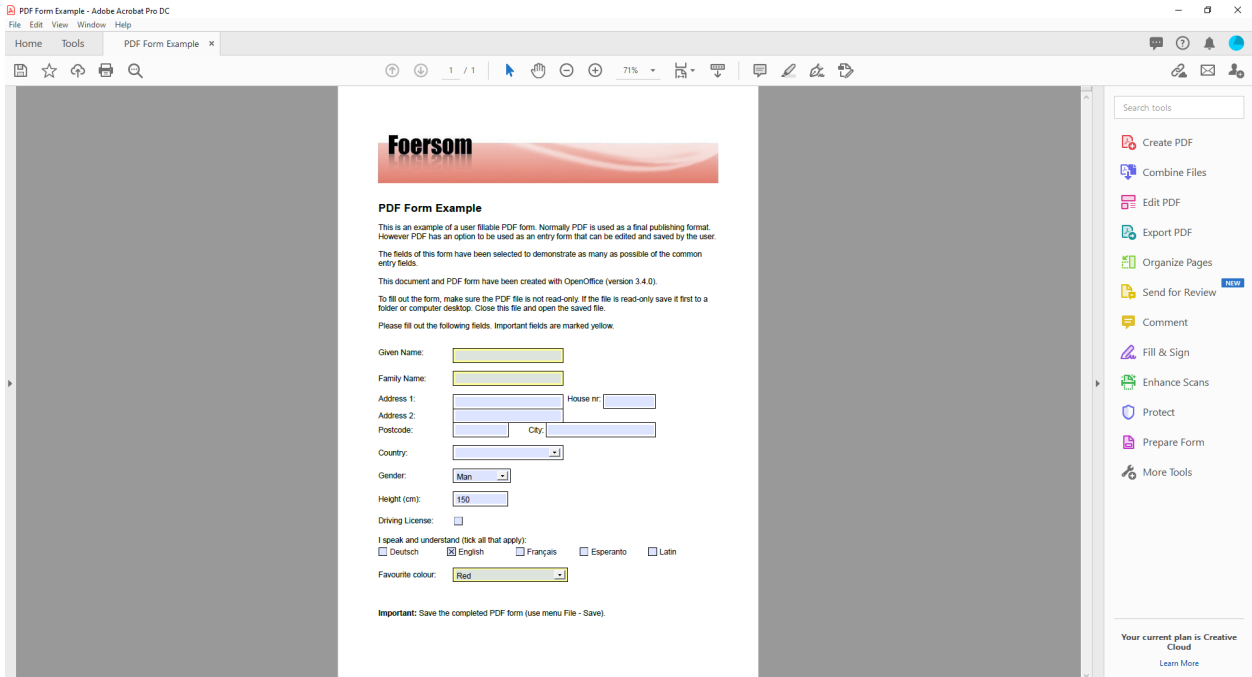 PDF Form Example - Adobe Acrobat Pro DC
File Edit View Window Help
Home Tools PDF Form Example ×
1 / 1 71%
Search tools
Create PDF
Combine Files
Edit PDF
Export PDF
Organize Pages
Send for Review NEW
Comment
Fill & Sign
Enhance Scans
Protect
Prepare Form
More Tools
Your current plan is Creative
Cloud
Learn More
Foersom
PDF Form Example
This is an example of a user fillable PDF form. Normally PDF is used as a final publishing format.
However PDF has an option to be used as an entry form that can be edited and saved by the user.
The fields of this form have been selected to demonstrate as many as possible of the common
entry fields.
This document and PDF form have been created with OpenOffice (version 3.4.0).
To fill out the form, make sure the PDF file is not read-only. If the file is read-only save it first to a
folder or computer desktop. Close this file and open the saved file.
Please fill out the following fields. Important fields are marked yellow.
Given Name:
Family Name:
Address 1: House nr:
Address 2:
Postcode: City:
Country:
Gender: Man
Height (cm): 150
Driving License:
I speak and understand (tick all that apply):
Deutsch English Français Esperanto Latin
Favourite colour: Red
Important: Save the completed PDF form (use menu File - Save).